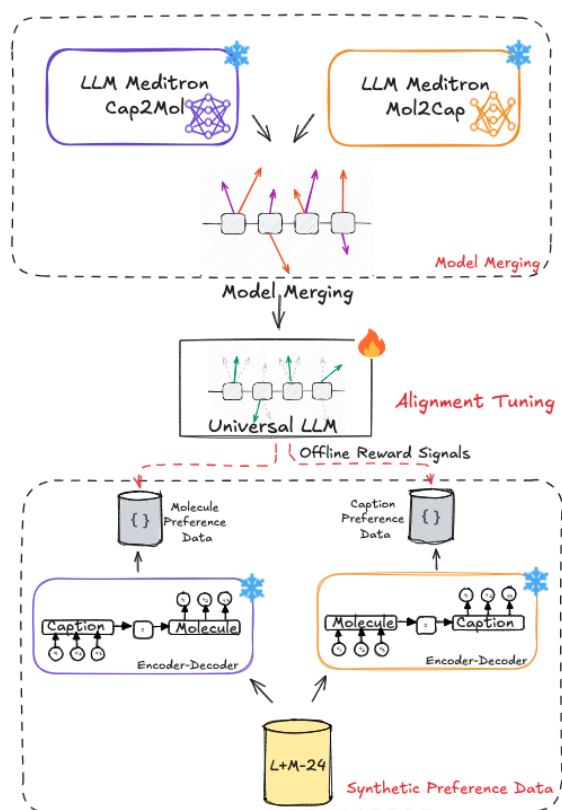 LLM Meditron
Cap2Mol
LLM Meditron
Mol2Cap
Model Merging
Model Merging
Universal LLM
Alignment Tuning
Offline Reward Signals
Molecule
Preference
Data
{ }
Caption
Preference
Data
{ }
Caption
Molecule
Encoder-Decoder
Molecule
Caption
Encoder-Decoder
L+M-24
Synthetic Preference Data